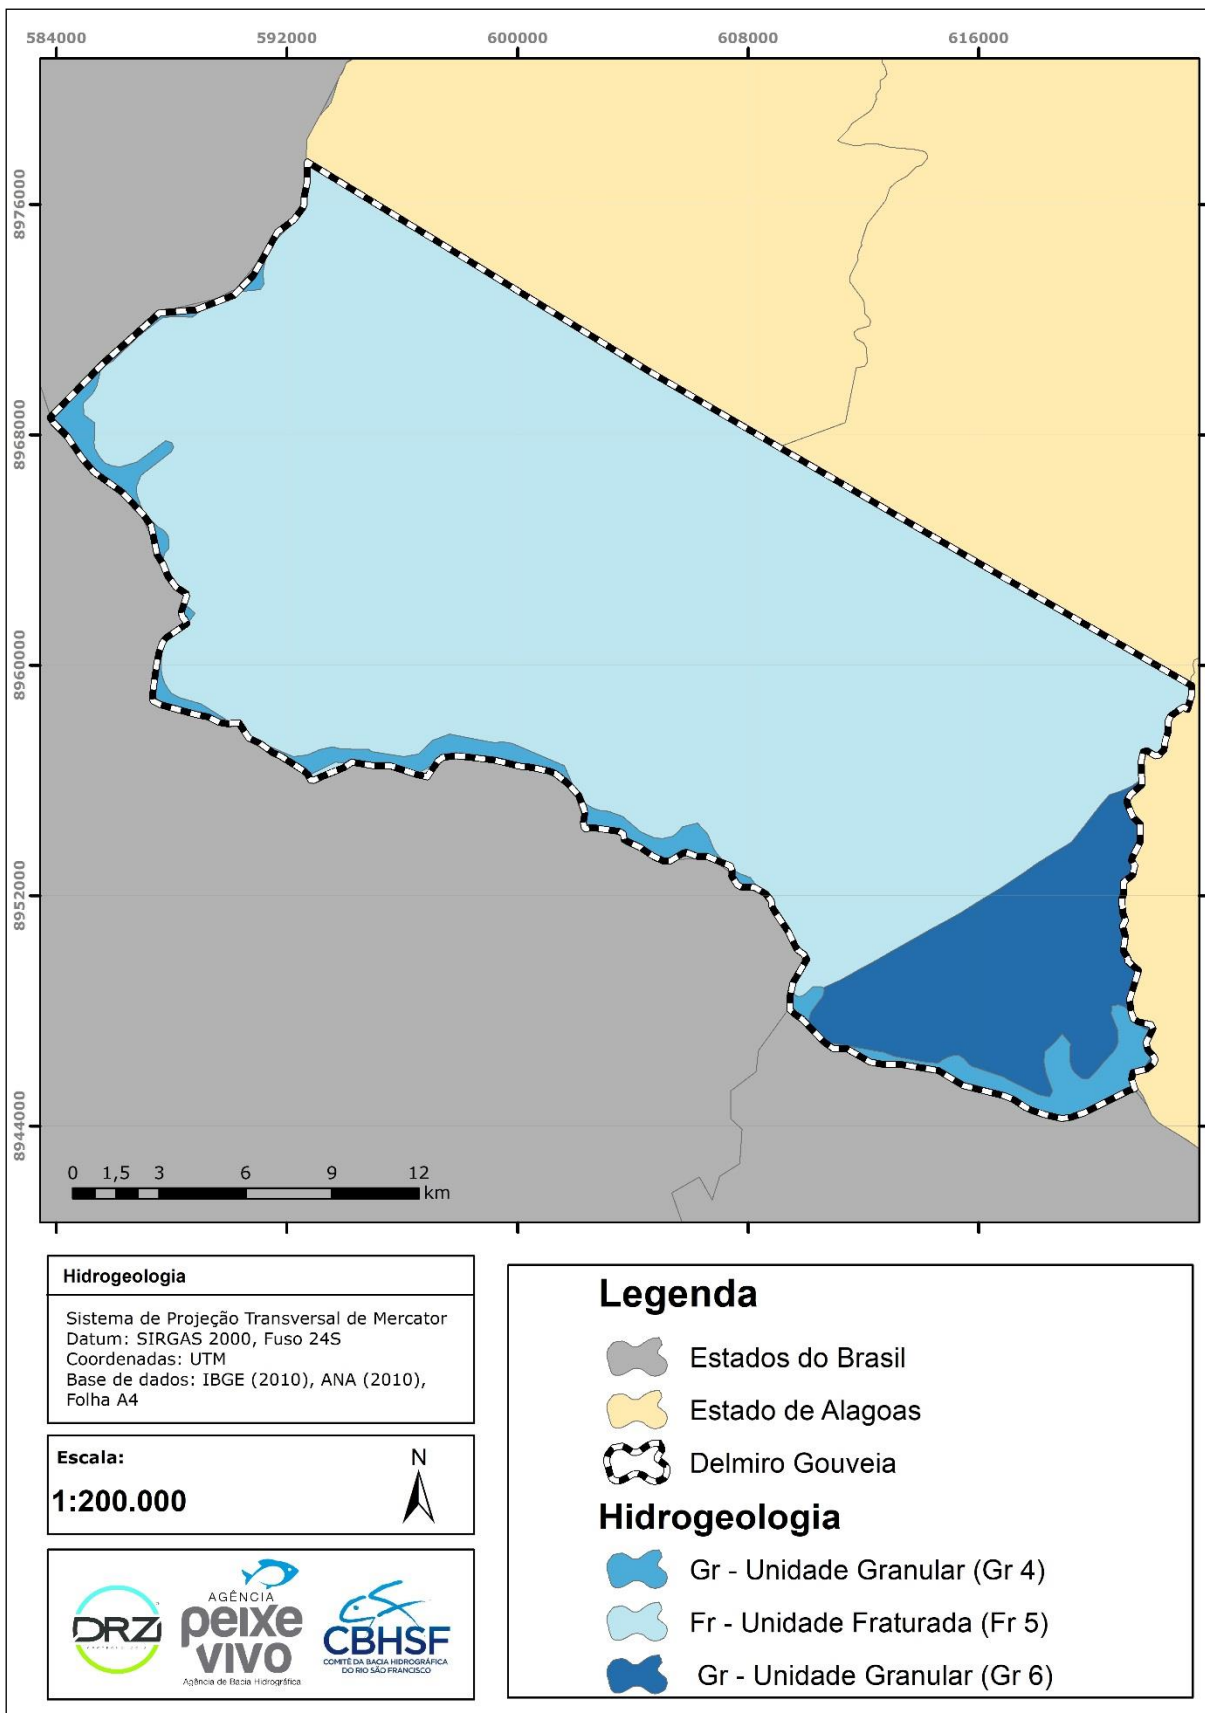 584000
592000
600000
608000
616000
8976000
8968000
8960000
8952000
8944000
0 1,5 3 6 9 12
km
Hidrogeologia
Sistema de Projeção Transversal de Mercator
Datum: SIRGAS 2000, Fuso 24S
Coordenadas: UTM
Base de dados: IBGE (2010), ANA (2010),
Folha A4
Escala:
1:200.000
N
DRZ
AGÊNCIA
peixe
vivo
Agência de Bacia Hidrográfica
CBHSF
COMITÊ DA BACIA HIDROGRÁFICA
DO RIO SÃO FRANCISCO
Legenda
Estados do Brasil
Estado de Alagoas
Delmiro Gouveia
Hidrogeologia
Gr - Unidade Granular (Gr 4)
Fr - Unidade Fraturada (Fr 5)
Gr - Unidade Granular (Gr 6)